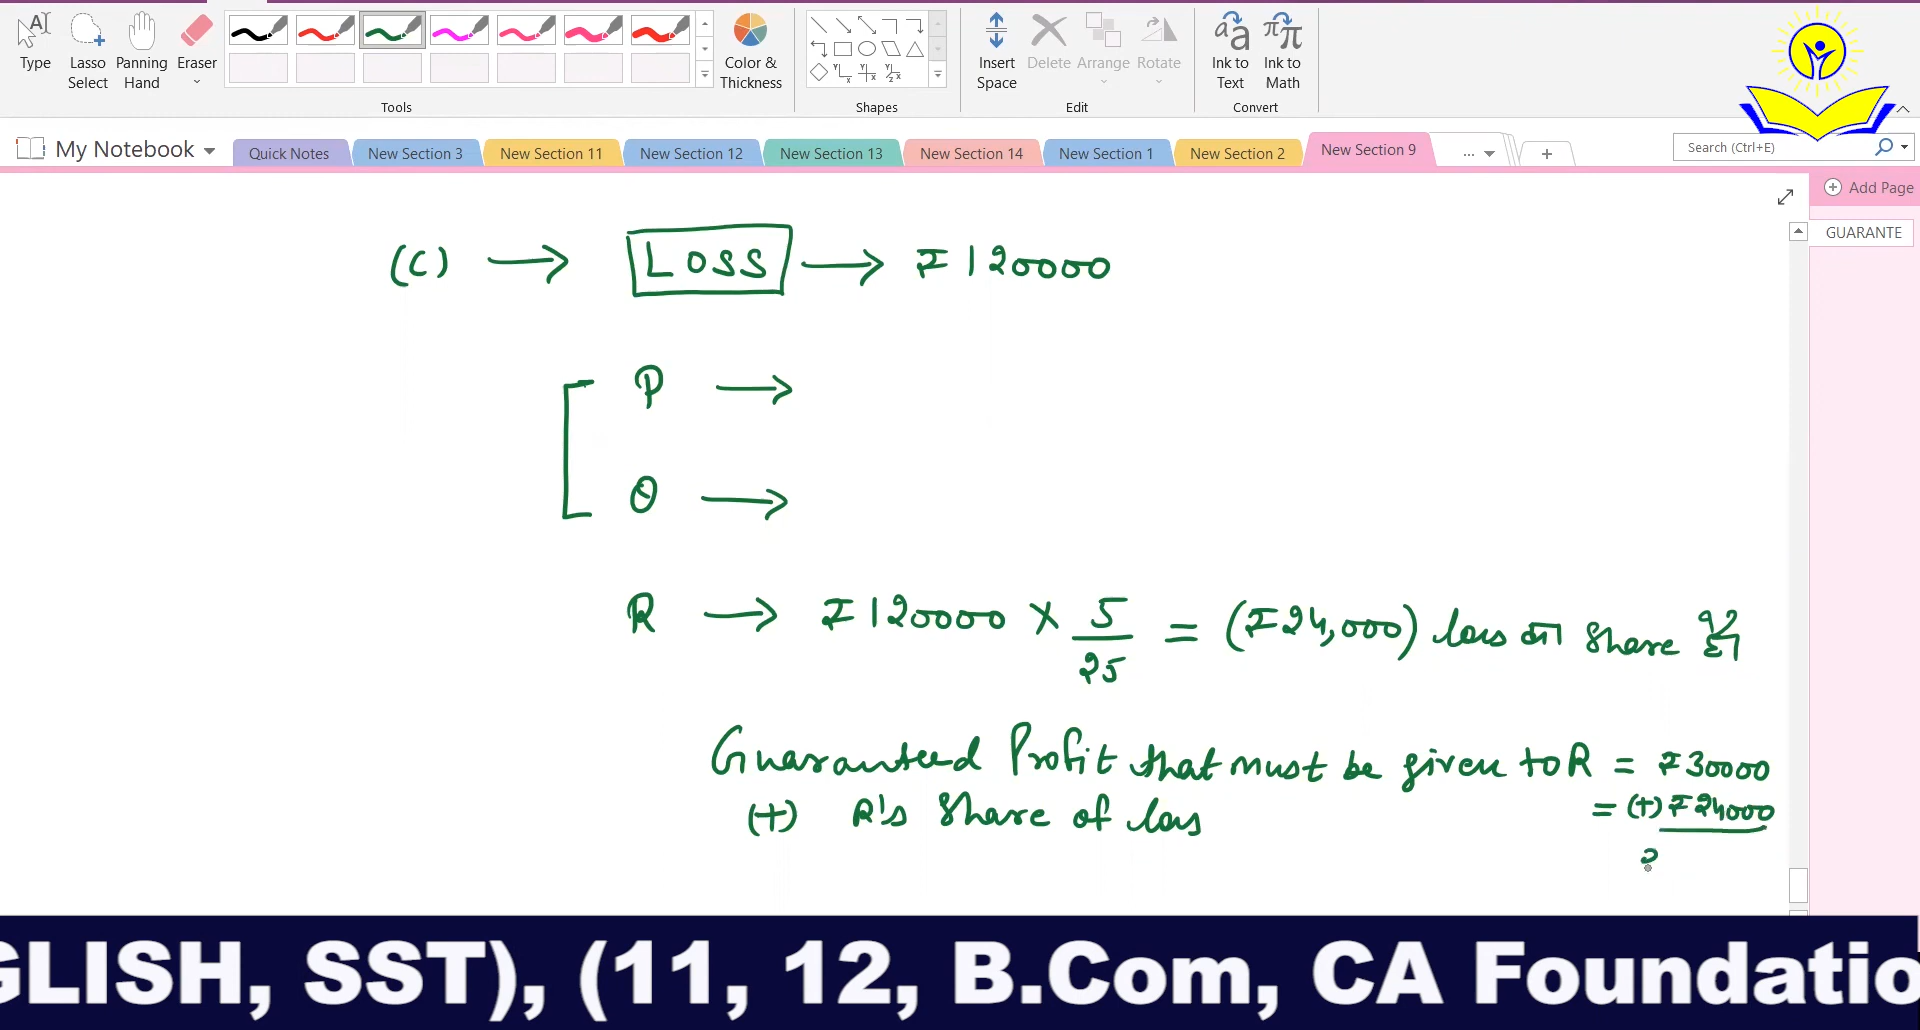 Type
Lasso Select
Panning Hand
Eraser
Color & Thickness
Insert Space
Delete
Arrange
Rotate
Ink to Text
Ink to Math
Tools
Shapes
Edit
Convert
My Notebook
Quick Notes
New Section 3
New Section 11
New Section 12
New Section 13
New Section 14
New Section 1
New Section 2
New Section 9
...
Search (Ctrl+E)
Add Page
GUARANTE
(C) → Loss → ₹120000
P →
Q →
R → ₹120000 × 5/25 = (₹24,000) loss का share है
Guaranteed Profit that must be given to R = ₹30000
(+) R's share of loss = (+) ₹24000
GLISH, SST), (11, 12, B.Com, CA Foundatio